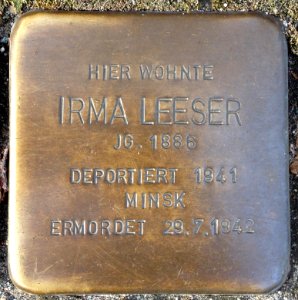 HIER WOHNTE
IRMA LEESER
JG. 1886
DEPORTIERT 1941
MINSK
ERMORDET 29.7.1942